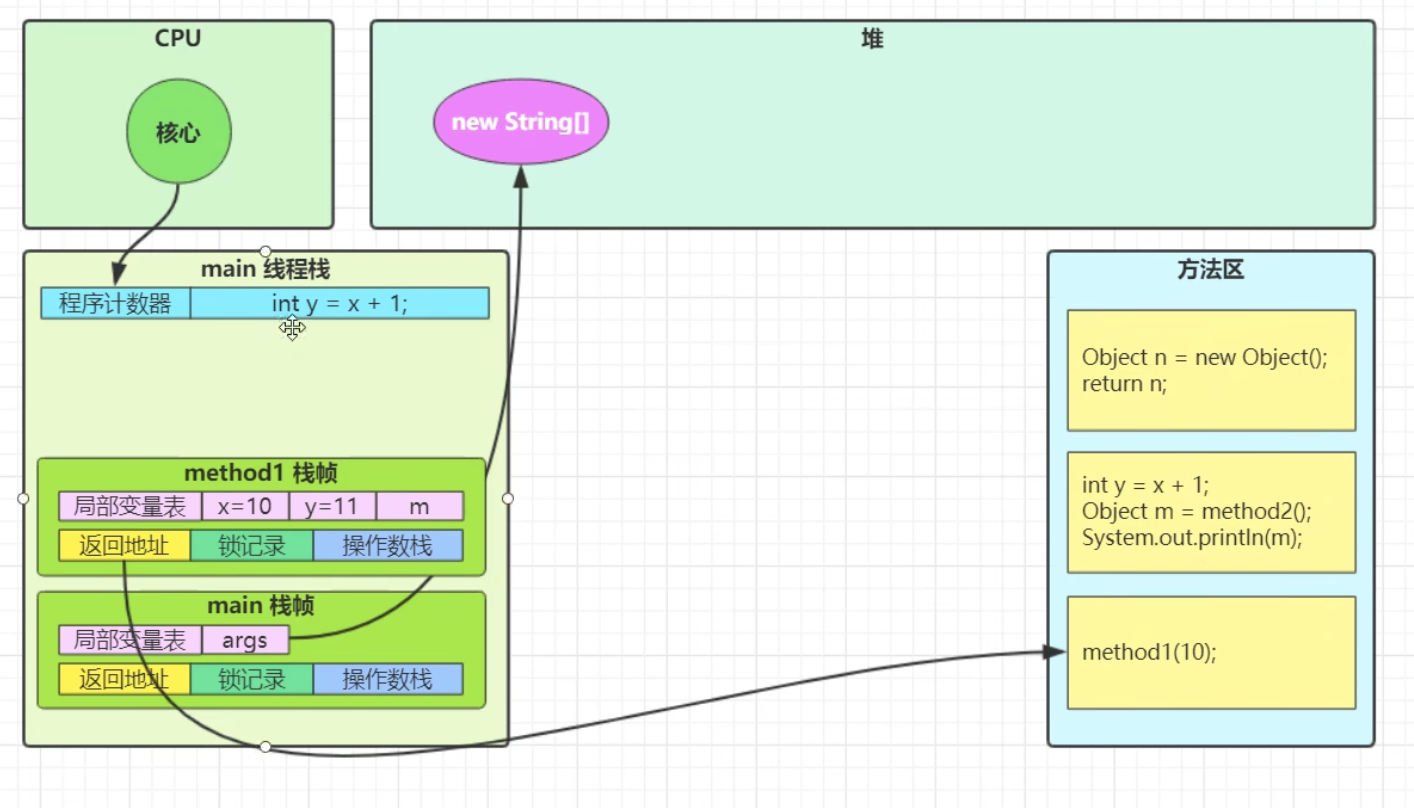 CPU
核心
堆
new String[]
main 线程栈
程序计数器 int y = x + 1;
method1 栈帧
局部变量表 x=10 y=11 m
返回地址 锁记录 操作数栈
main 栈帧
局部变量表 args
返回地址 锁记录 操作数栈
方法区
Object n = new Object();
return n;
int y = x + 1;
Object m = method2();
System.out.println(m);
method1(10);